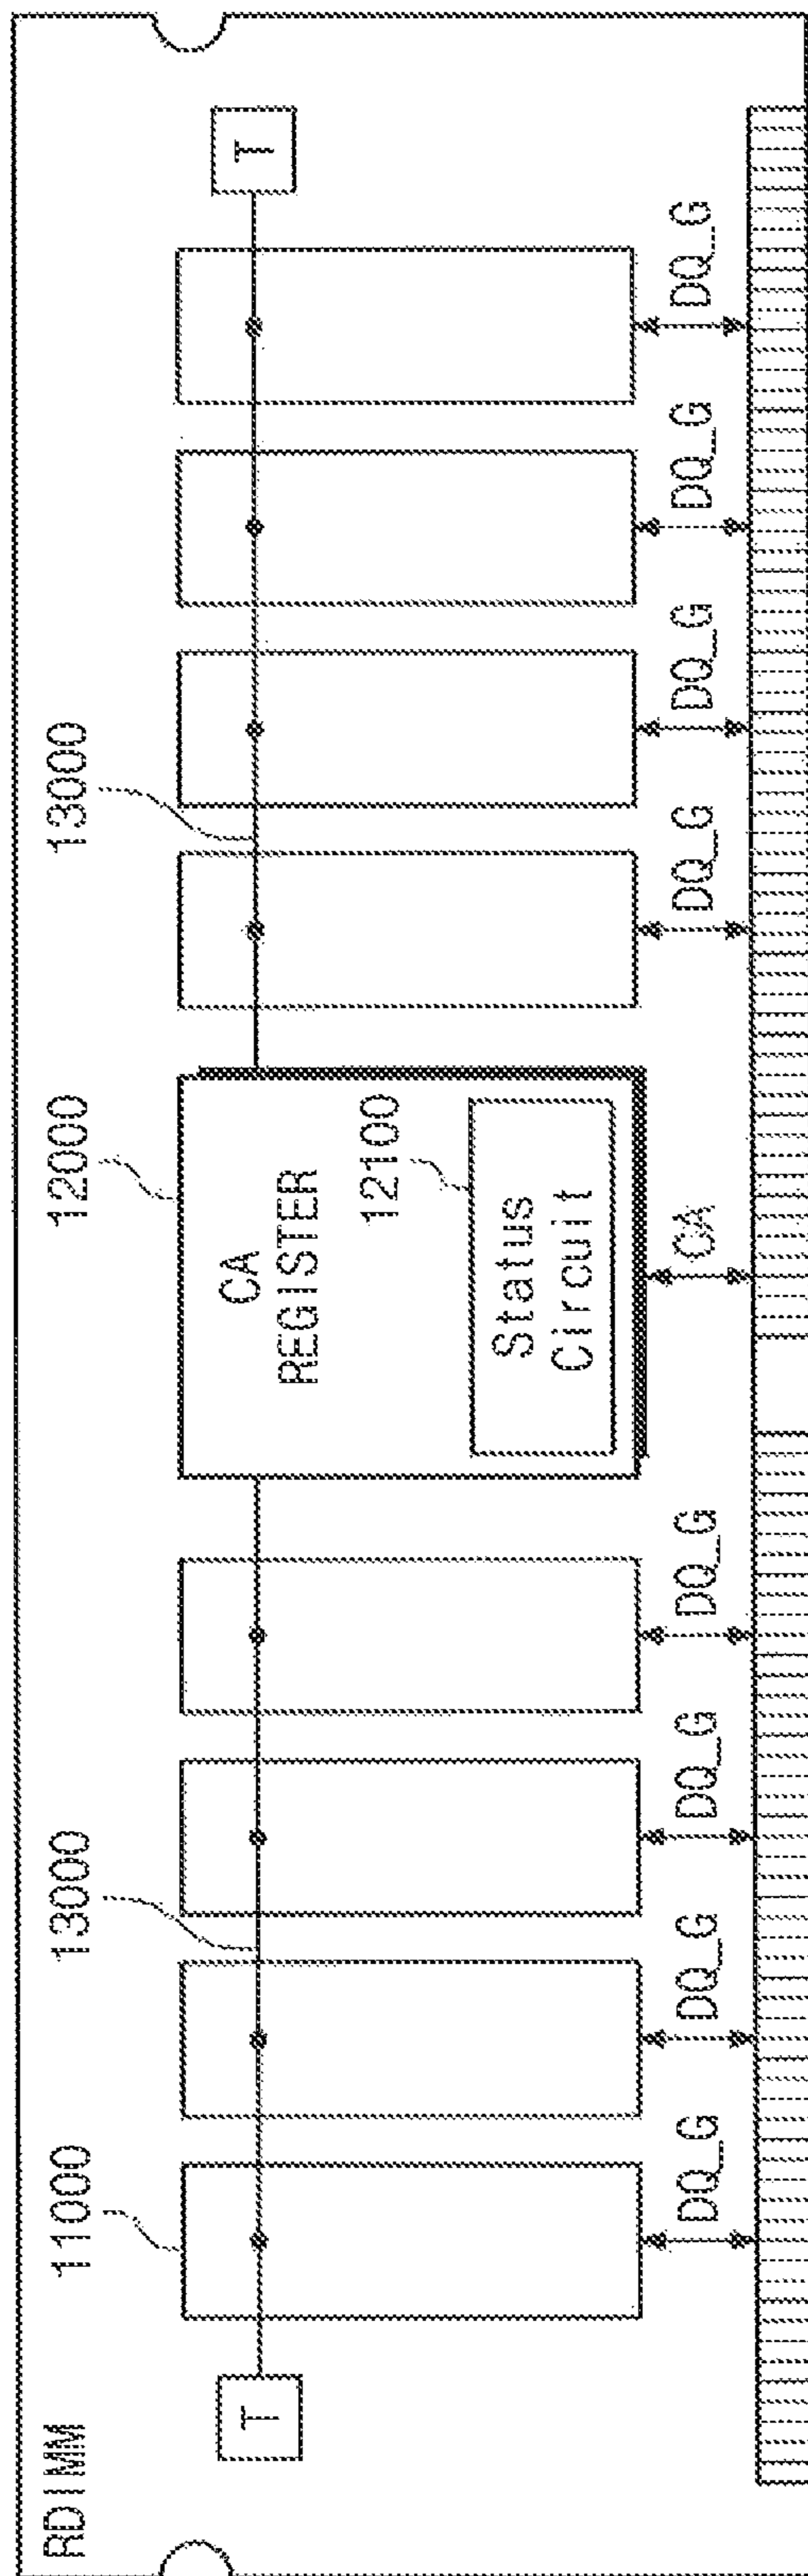 RDIMM
11000
13000
12000
13000
T
CA
REGISTER
12100
Status
Circuit
T
DQ_G
DQ_G
DQ_G
DQ_G
CA
DQ_G
DQ_G
DQ_G
DQ_G